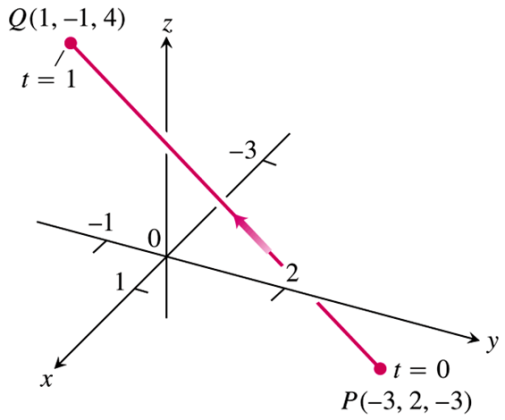 Q(1, −1, 4)
z
t = 1
−3
−1
0
1
2
y
t = 0
x
P(−3, 2, −3)